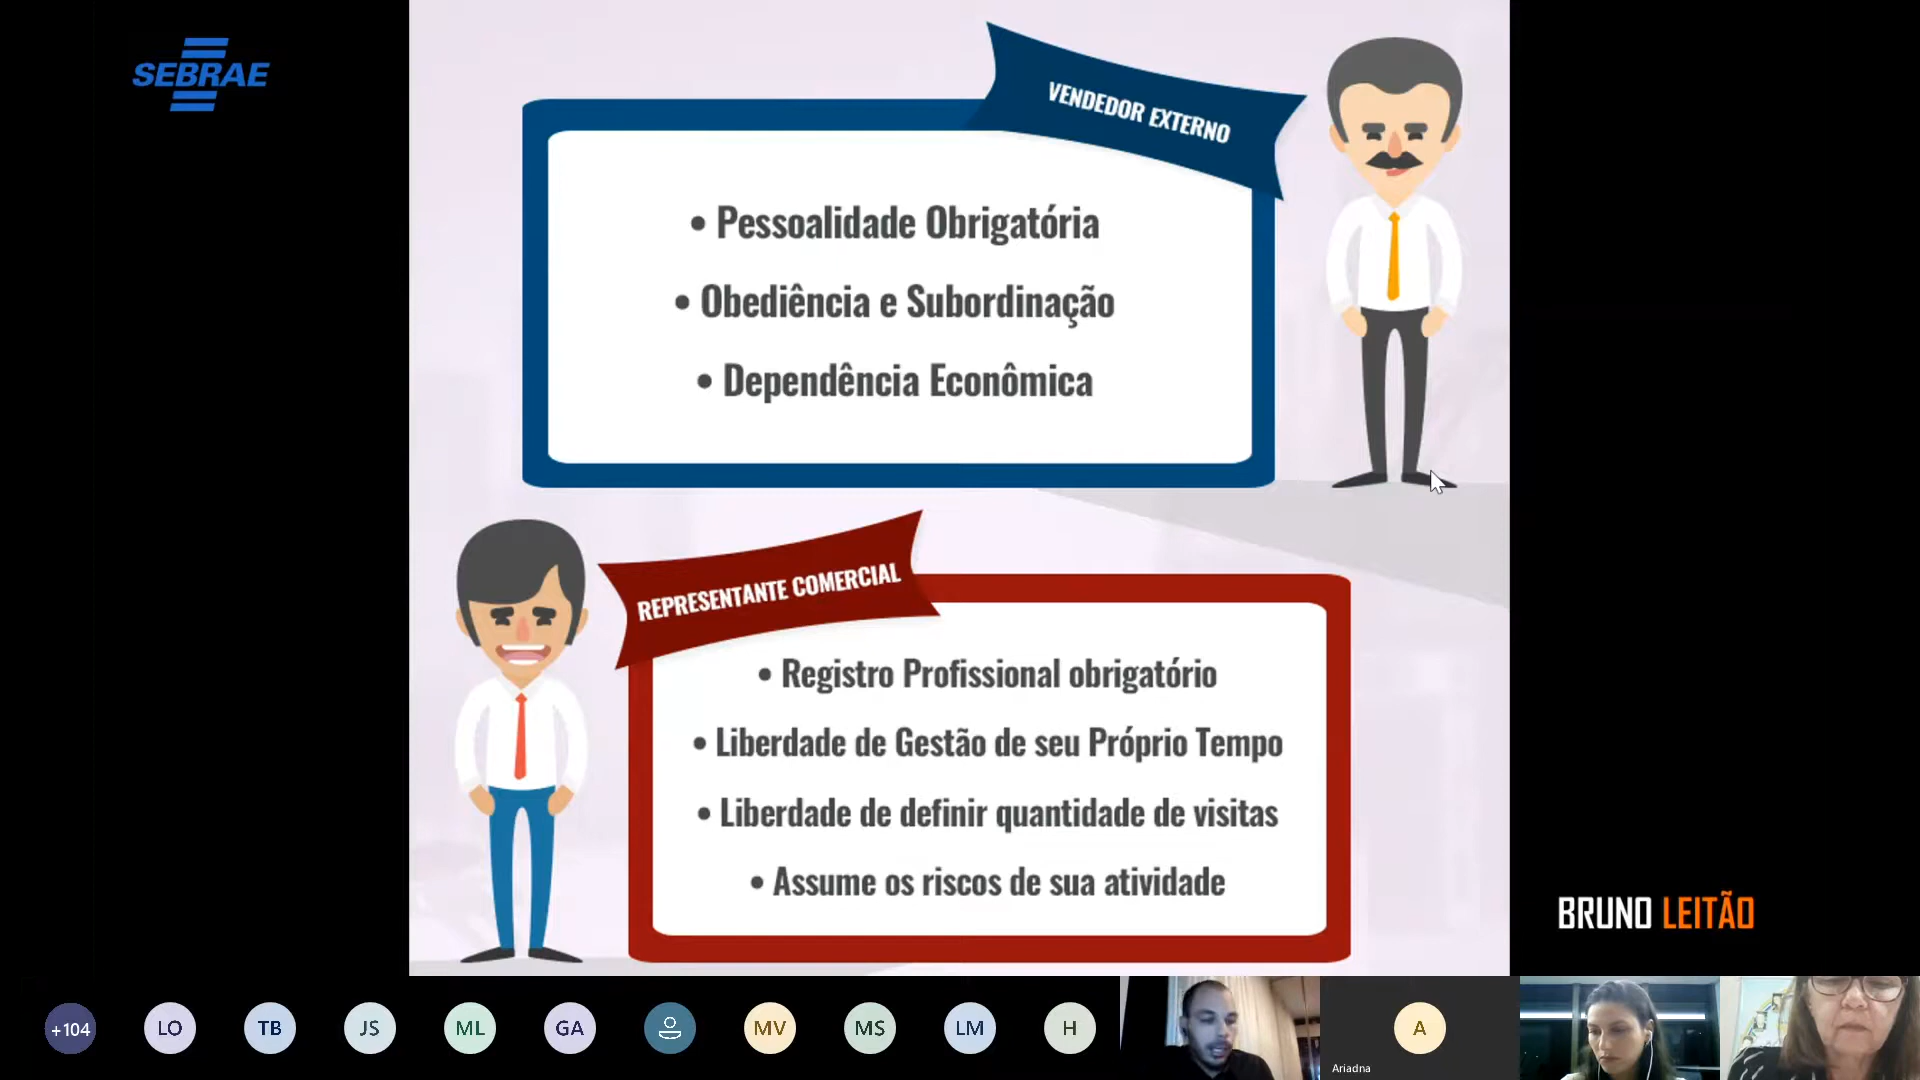 SEBRAE
VENDEDOR EXTERNO
• Pessoalidade Obrigatória
• Obediência e Subordinação
• Dependência Econômica
REPRESENTANTE COMERCIAL
• Registro Profissional obrigatório
• Liberdade de Gestão de seu Próprio Tempo
• Liberdade de definir quantidade de visitas
• Assume os riscos de sua atividade
BRUNO LEITÃO
+104 LO TB JS ML GA MV MS LM H A
Ariadna